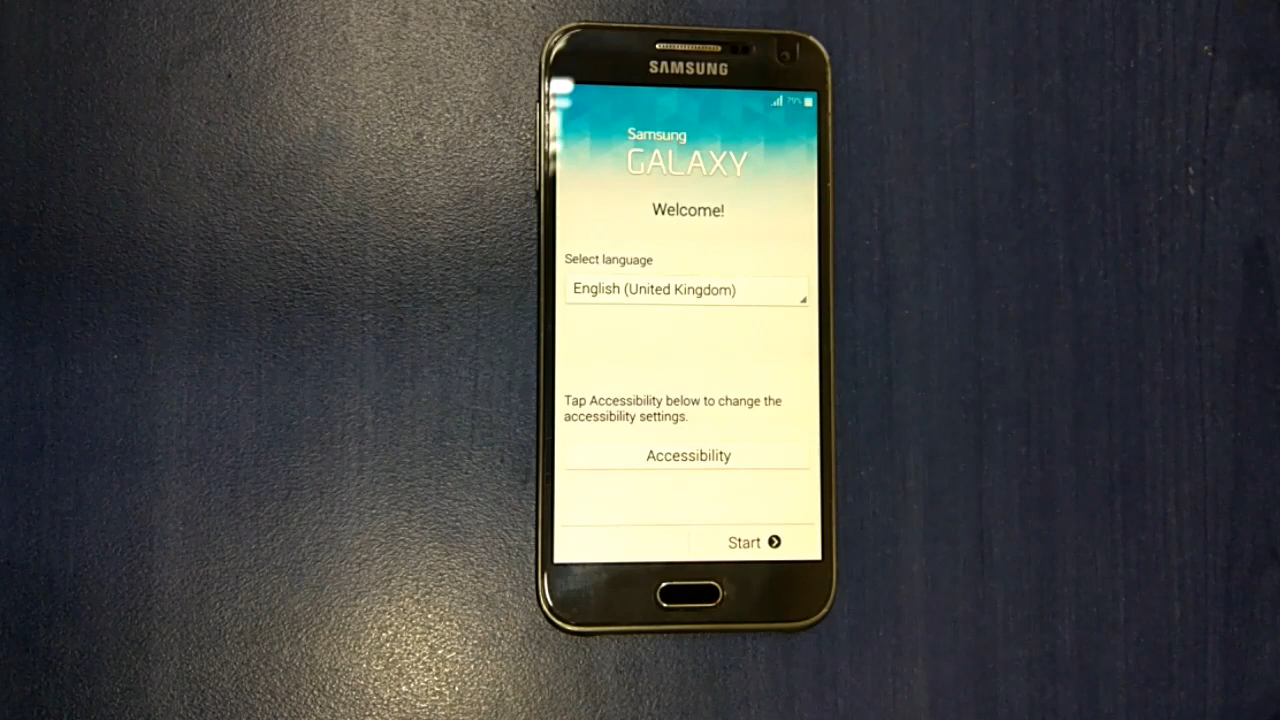 SAMSUNG
79%
Samsung
GALAXY
Welcome!
Select language
English (United Kingdom)
Tap Accessibility below to change the
accessibility settings.
Accessibility
Start